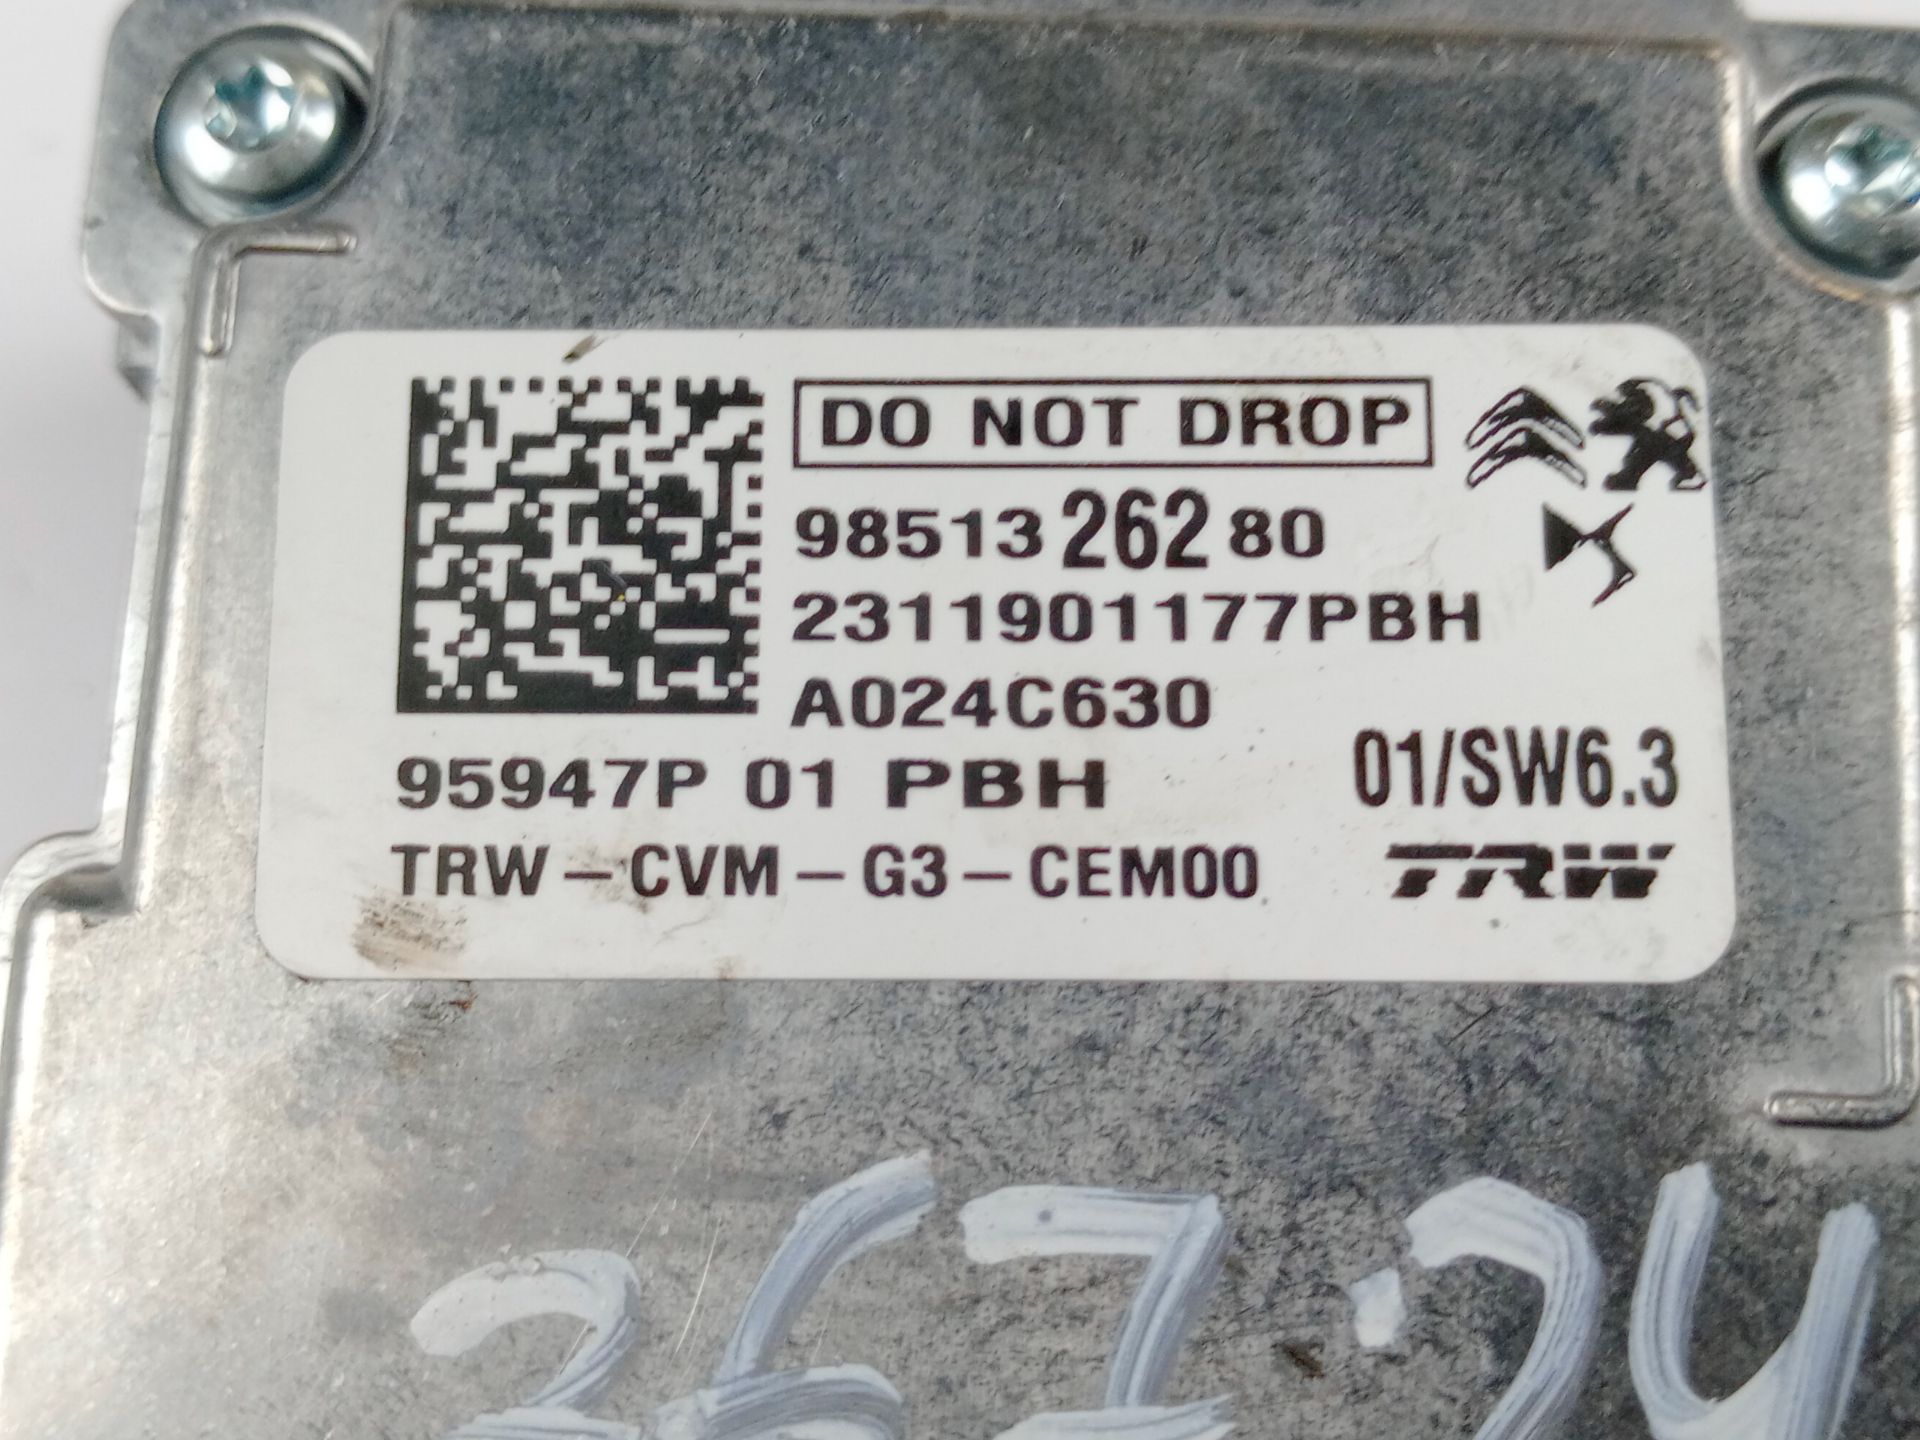 DO NOT DROP
98513 262 80
2311901177PBH
A024C630
95947P 01 PBH
01/SW6.3
TRW-CVM-G3-CEM00
TRW